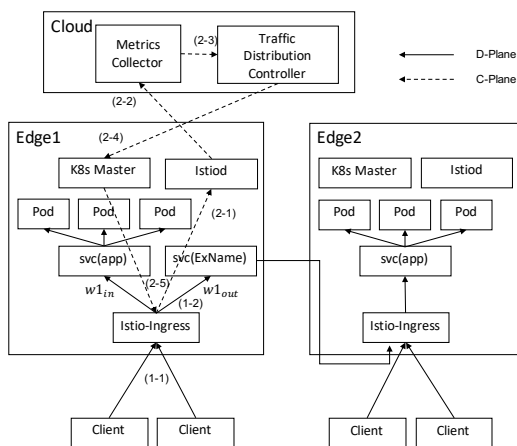 Cloud
Metrics
Collector
(2-3)
Traffic
Distribution
Controller
D-Plane
C-Plane
(2-2)
(2-4)
Edge1
K8s Master
Istiod
Pod
Pod
Pod
(2-1)
svc(app)
svc(ExName)
(2-5)
w1in
(1-2)
w1out
Istio-Ingress
(1-1)
Client
Client
Edge2
K8s Master
Istiod
Pod
Pod
Pod
svc(app)
Istio-Ingress
Client
Client